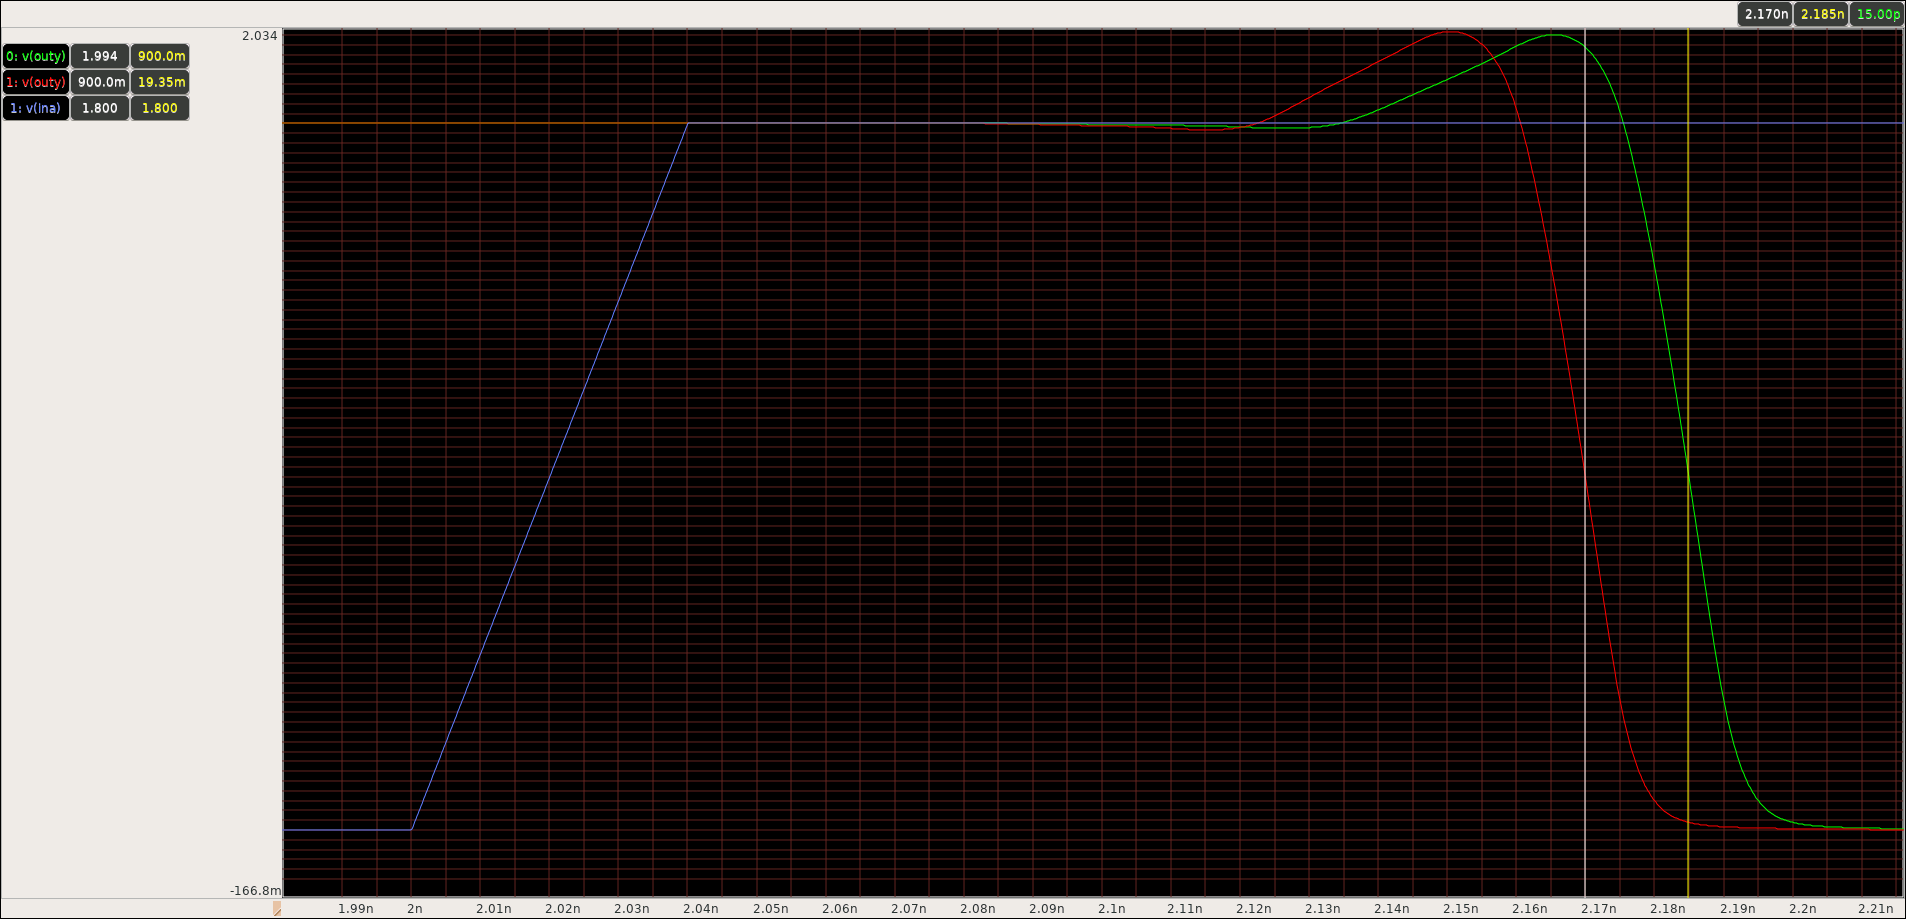 2.170n 2.185n 15.00p
2.034
0: v(outy) 1.994 900.0m
1: v(outy) 900.0m 19.35m
1: v(ina) 1.800 1.800
-166.8m
1.99n 2n 2.01n 2.02n 2.03n 2.04n 2.05n 2.06n 2.07n 2.08n 2.09n 2.1n 2.11n 2.12n 2.13n 2.14n 2.15n 2.16n 2.17n 2.18n 2.19n 2.2n 2.21n